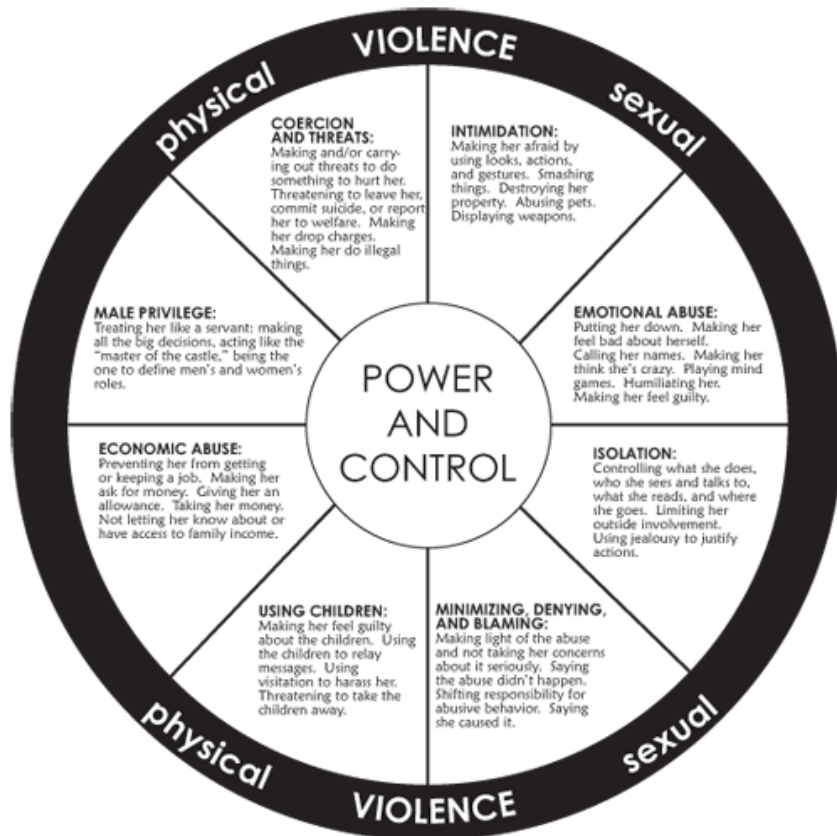 physical VIOLENCE sexual
COERCION
AND THREATS:
Making and/or carry-
ing out threats to do
something to hurt her.
Threatening to leave her,
commit suicide, or report
her to welfare. Making
her drop charges.
Making her do illegal
things.
INTIMIDATION:
Making her afraid by
using looks, actions,
and gestures. Smashing
things. Destroying her
property. Abusing pets.
Displaying weapons.
MALE PRIVILEGE:
Treating her like a servant: making
all the big decisions, acting like the
“master of the castle,” being the
one to define men’s and women’s
roles.
EMOTIONAL ABUSE:
Putting her down. Making her
feel bad about herself.
Calling her names. Making her
think she’s crazy. Playing mind
games. Humiliating her.
Making her feel guilty.
POWER
AND
CONTROL
ECONOMIC ABUSE:
Preventing her from getting
or keeping a job. Making her
ask for money. Giving her an
allowance. Taking her money.
Not letting her know about or
have access to family income.
ISOLATION:
Controlling what she does,
who she sees and talks to,
what she reads, and where
she goes. Limiting her
outside involvement.
Using jealousy to justify
actions.
USING CHILDREN:
Making her feel guilty
about the children. Using
the children to relay
messages. Using
visitation to harass her.
Threatening to take the
children away.
MINIMIZING, DENYING,
AND BLAMING:
Making light of the abuse
and not taking her concerns
about it seriously. Saying
the abuse didn’t happen.
Shifting responsibility for
abusive behavior. Saying
she caused it.
physical VIOLENCE sexual